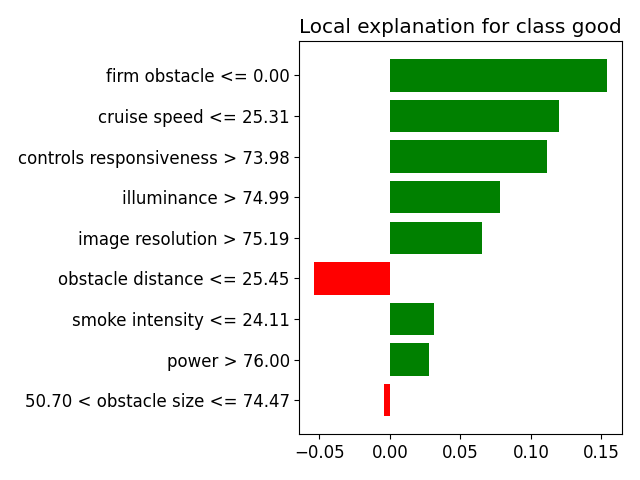 Local explanation for class good
firm obstacle <= 0.00
cruise speed <= 25.31
controls responsiveness > 73.98
illuminance > 74.99
image resolution > 75.19
obstacle distance <= 25.45
smoke intensity <= 24.11
power > 76.00
50.70 < obstacle size <= 74.47
−0.05 0.00 0.05 0.10 0.15